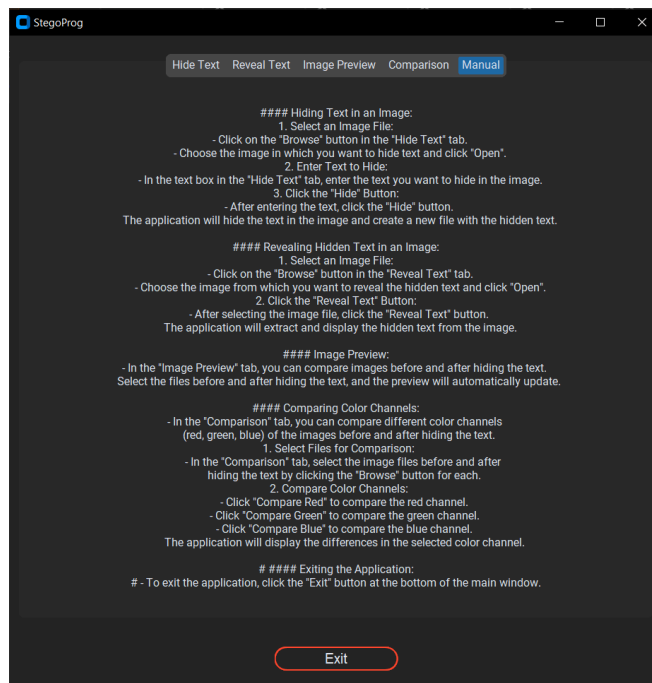 StegoProg
Hide Text Reveal Text Image Preview Comparison Manual
#### Hiding Text in an Image:
1. Select an Image File:
- Click on the "Browse" button in the "Hide Text" tab.
- Choose the image in which you want to hide text and click "Open".
2. Enter Text to Hide:
- In the text box in the "Hide Text" tab, enter the text you want to hide in the image.
3. Click the "Hide" Button:
- After entering the text, click the "Hide" button.
The application will hide the text in the image and create a new file with the hidden text.
#### Revealing Hidden Text in an Image:
1. Select an Image File:
- Click on the "Browse" button in the "Reveal Text" tab.
- Choose the image from which you want to reveal the hidden text and click "Open".
2. Click the "Reveal Text" Button:
- After selecting the image file, click the "Reveal Text" button.
The application will extract and display the hidden text from the image.
#### Image Preview:
- In the "Image Preview" tab, you can compare images before and after hiding the text.
Select the files before and after hiding the text, and the preview will automatically update.
#### Comparing Color Channels:
- In the "Comparison" tab, you can compare different color channels
(red, green, blue) of the images before and after hiding the text.
1. Select Files for Comparison:
- In the "Comparison" tab, select the image files before and after
hiding the text by clicking the "Browse" button for each.
2. Compare Color Channels:
- Click "Compare Red" to compare the red channel.
- Click "Compare Green" to compare the green channel.
- Click "Compare Blue" to compare the blue channel.
The application will display the differences in the selected color channel.
# #### Exiting the Application:
# - To exit the application, click the "Exit" button at the bottom of the main window.
Exit